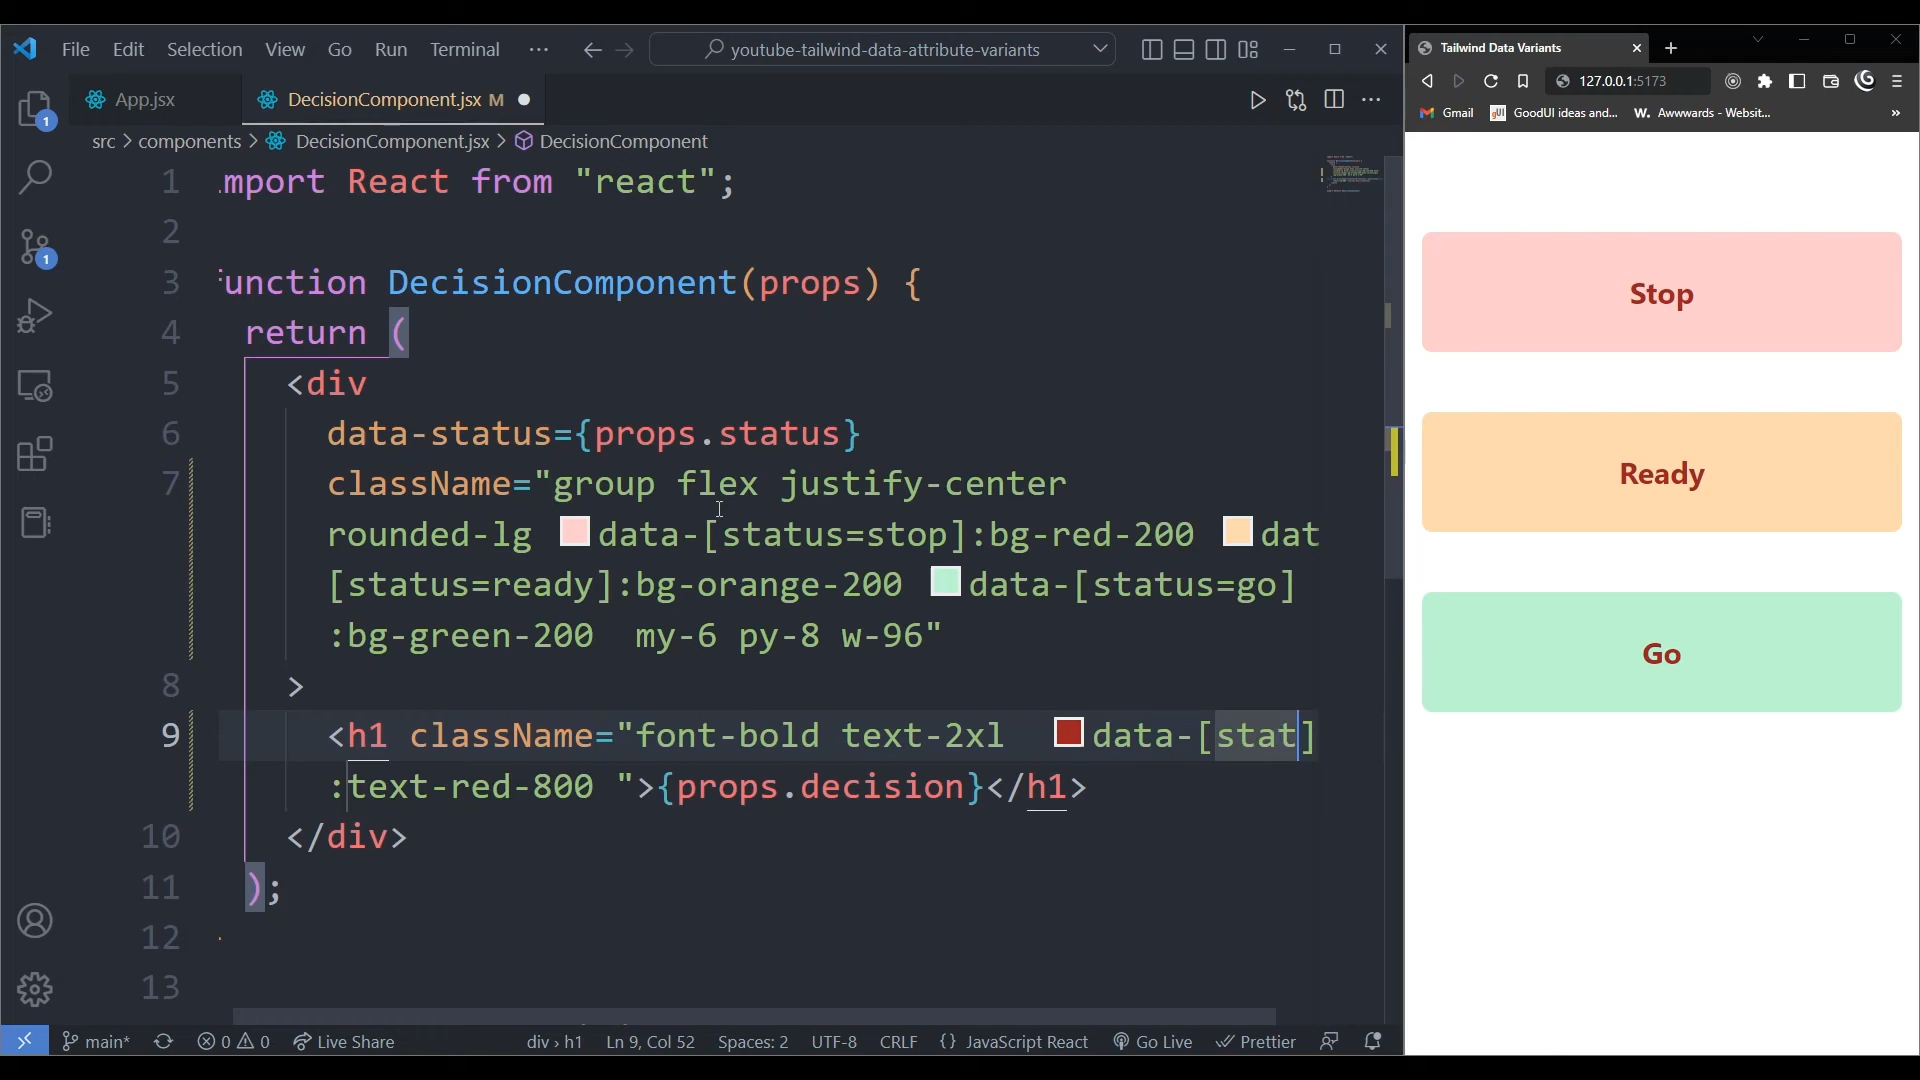 File Edit Selection View Go Run Terminal ··· youtube-tailwind-data-attribute-variants
App.jsx DecisionComponent.jsx M
src > components > DecisionComponent.jsx > DecisionComponent
1 mport React from "react";
2
3 unction DecisionComponent(props) {
4 return (
5 <div
6 data-status={props.status}
7 className="group flex justify-center
rounded-lg data-[status=stop]:bg-red-200 dat
[status=ready]:bg-orange-200 data-[status=go]
:bg-green-200 my-6 py-8 w-96"
8 >
9 <h1 className="font-bold text-2xl data-[stat]
:text-red-800 ">{props.decision}</h1>
10 </div>
11 );
12
13
1
1
main* 0 0 Live Share div › h1 Ln 9, Col 52 Spaces: 2 UTF-8 CRLF {} JavaScript React Go Live Prettier
Tailwind Data Variants
127.0.0.1:5173
Gmail gUI GoodUI ideas and... W. Awwwards - Websit... »
Stop
Ready
Go